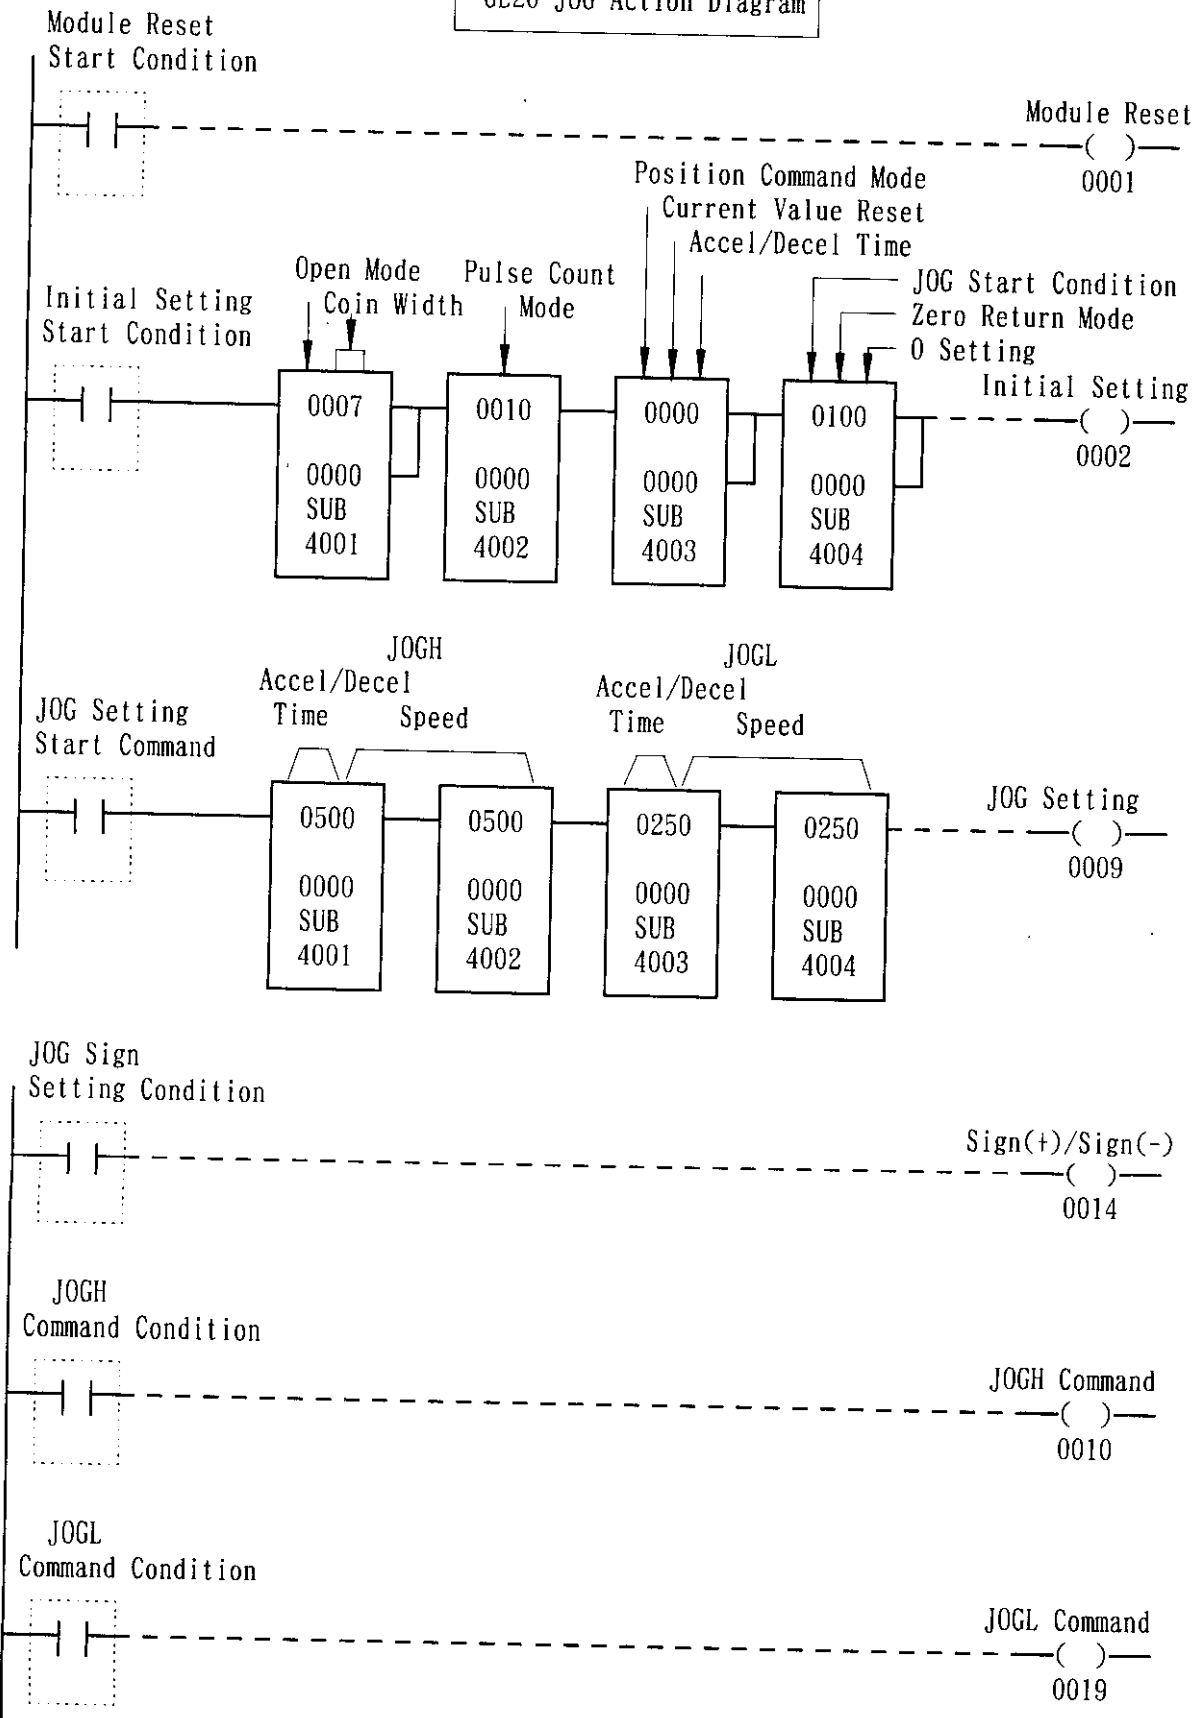 JOG Action Diagram
Module Reset
Start Condition
Module Reset
0001
Position Command Mode
Current Value Reset
Accel/Decel Time
Open Mode
Coin Width
Pulse Count
Mode
JOG Start Condition
Zero Return Mode
0 Setting
Initial Setting
Start Condition
Initial Setting
0002
0007
0000
SUB
4001
0010
0000
SUB
4002
0000
0000
SUB
4003
0100
0000
SUB
4004
JOGH
Accel/Decel
Time Speed
JOGL
Accel/Decel
Time Speed
JOG Setting
Start Command
0500
0000
SUB
4001
0500
0000
SUB
4002
0250
0000
SUB
4003
0250
0000
SUB
4004
JOG Setting
0009
JOG Sign
Setting Condition
Sign(+)/Sign(-)
0014
JOGH
Command Condition
JOGH Command
0010
JOGL
Command Condition
JOGL Command
0019